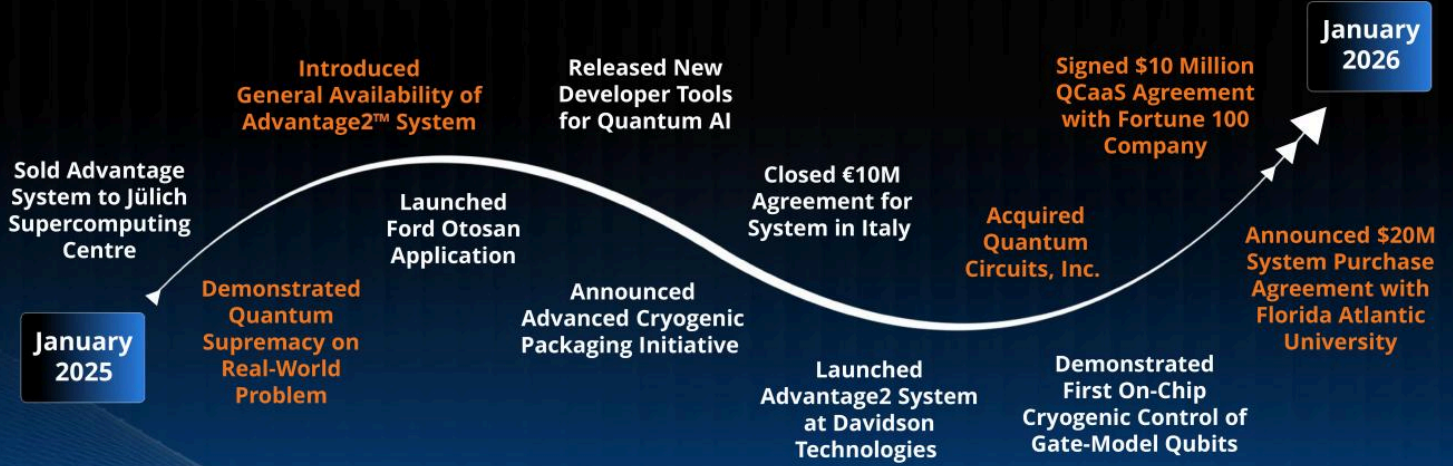 January
2025
Sold Advantage
System to Jülich
Supercomputing
Centre
Demonstrated
Quantum
Supremacy on
Real-World
Problem
Introduced
General Availability of
Advantage2™ System
Launched
Ford Otosan
Application
Released New
Developer Tools
for Quantum AI
Announced
Advanced Cryogenic
Packaging Initiative
Closed €10M
Agreement for
System in Italy
Launched
Advantage2 System
at Davidson
Technologies
Acquired
Quantum
Circuits, Inc.
Demonstrated
First On-Chip
Cryogenic Control of
Gate-Model Qubits
Signed $10 Million
QCaaS Agreement
with Fortune 100
Company
Announced $20M
System Purchase
Agreement with
Florida Atlantic
University
January
2026